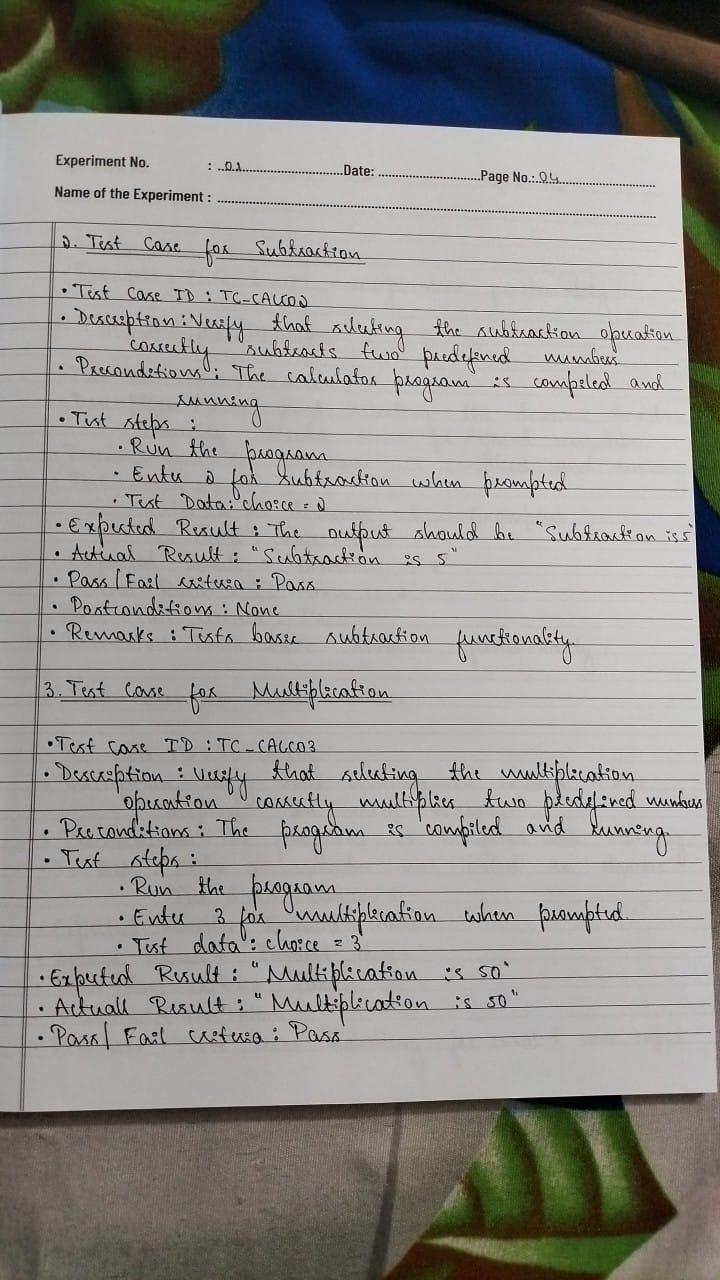 Experiment No. : 01 Date: Page No.: 04
Name of the Experiment :
2. Test Case for Subtraction
• Test Case ID : TC-CALC02
• Description : Verify that selecting the subtraction operation
correctly subtracts two predefined numbers
• Preconditions : The calculator program is compiled and
running
• Test steps :
• Run the program
• Enter 2 for subtraction when prompted
• Test Data: choice = 2
• Expected Result : The output should be "Subtraction is 5"
• Actual Result : "Subtraction is 5"
• Pass/Fail criteria : Pass
• Postconditions : None
• Remarks : Tests basic subtraction functionality.
3. Test Case for Multiplication
• Test Case ID : TC-CALC03
• Description : Verify that selecting the multiplication
operation correctly multiplies two predefined numbers
• Preconditions : The program is compiled and running.
• Test steps :
• Run the program
• Enter 3 for multiplication when prompted.
• Test data : choice = 3
• Expected Result : "Multiplication is 50"
• Actuall Result : "Multiplication is 50"
• Pass/Fail criteria : Pass